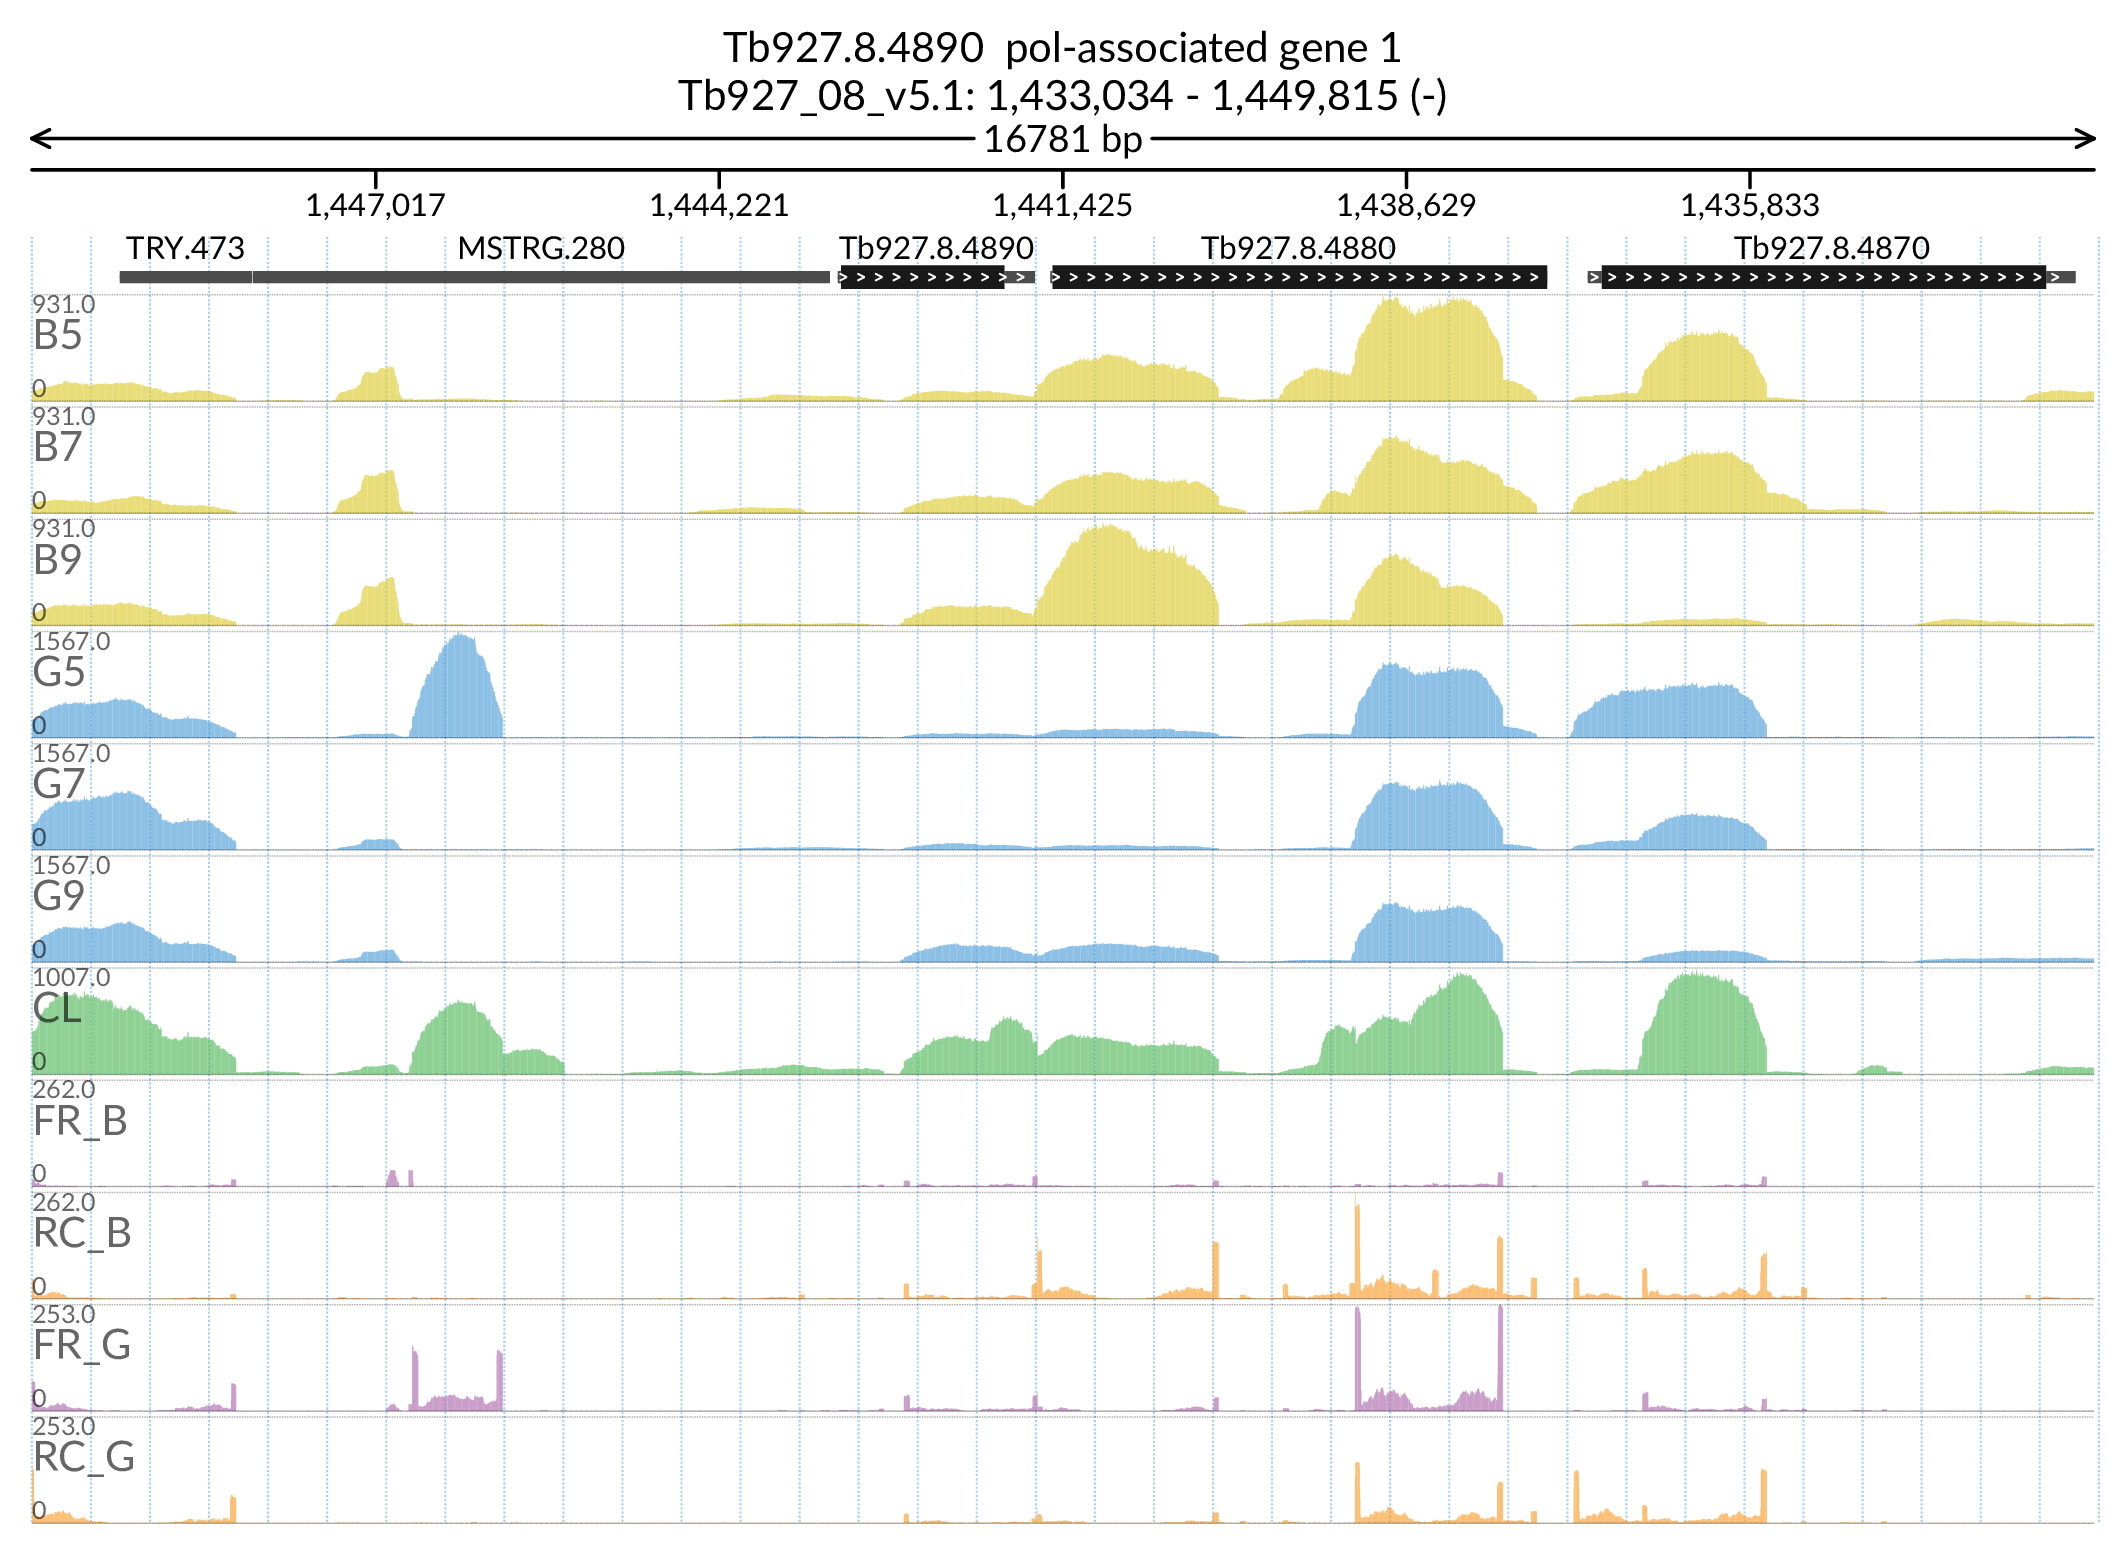 Tb927.8.4890 pol-associated gene 1
Tb927_08_v5.1: 1,433,034 - 1,449,815 (-)
16781 bp
1,447,017 1,444,221 1,441,425 1,438,629 1,435,833
TRY.473 MSTRG.280 Tb927.8.4890 Tb927.8.4880 Tb927.8.4870
931.0
B5
0
931.0
B7
0
931.0
B9
0
1567.0
G5
0
1567.0
G7
0
1567.0
G9
0
1007.0
CL
0
262.0
FR_B
0
262.0
RC_B
0
253.0
FR_G
0
253.0
RC_G
0